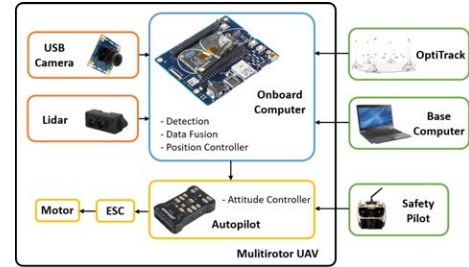 USB
Camera
Lidar
Onboard
Computer
- Detection
- Data Fusion
- Position Controller
OptiTrack
Base
Computer
Motor
ESC
- Attitude Controller
Autopilot
Safety
Pilot
Mulitirotor UAV